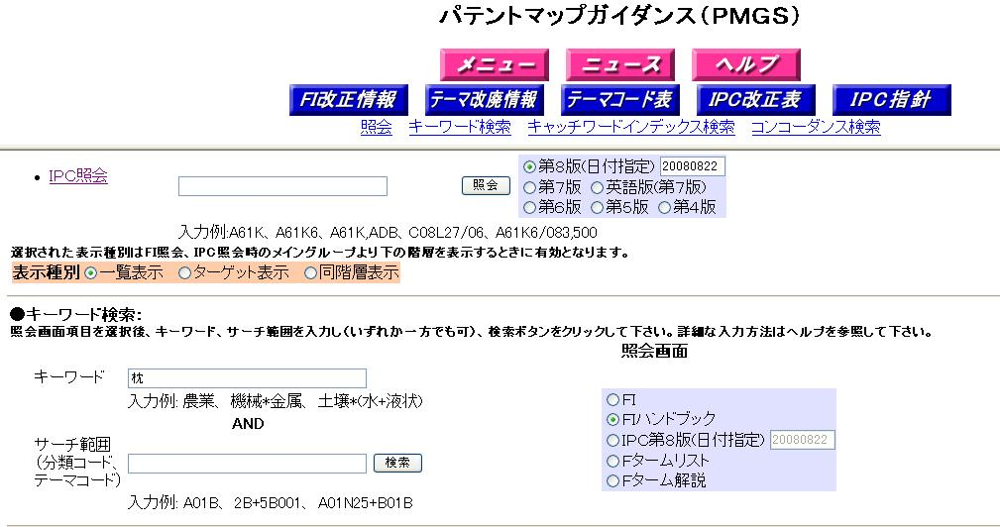 パテントマップガイダンス(PMGS)
メニュー ニュース ヘルプ
FI改正情報 テーマ改廃情報 テーマコード表 IPC改正表 IPC指針
照会 キーワード検索 キャッチワードインデックス検索 コンコーダンス検索
• IPC照会 照会 第8版(日付指定) 20080822
第7版 英語版(第7版)
第6版 第5版 第4版
入力例:A61K、A61K6、A61K,ADB、C08L27/06、A61K6/083,500
選択された表示種別はFI照会、IPC照会時のメイングループより下の階層を表示するときに有効となります。
表示種別 一覧表示 ターゲット表示 同階層表示
●キーワード検索:
照会画面項目を選択後、キーワード、サーチ範囲を入力し(いずれか一方でも可)、検索ボタンをクリックして下さい。詳細な入力方法はヘルプを参照して下さい。
照会画面
キーワード 枕
入力例: 農業、機械*金属、土壌*(水+液状)
AND
サーチ範囲
(分類コード、
テーマコード) 検索
入力例: A01B、2B+5B001、A01N25+B01B
FI
FIハンドブック
IPC第8版(日付指定) 20080822
Fタームリスト
Fターム解説